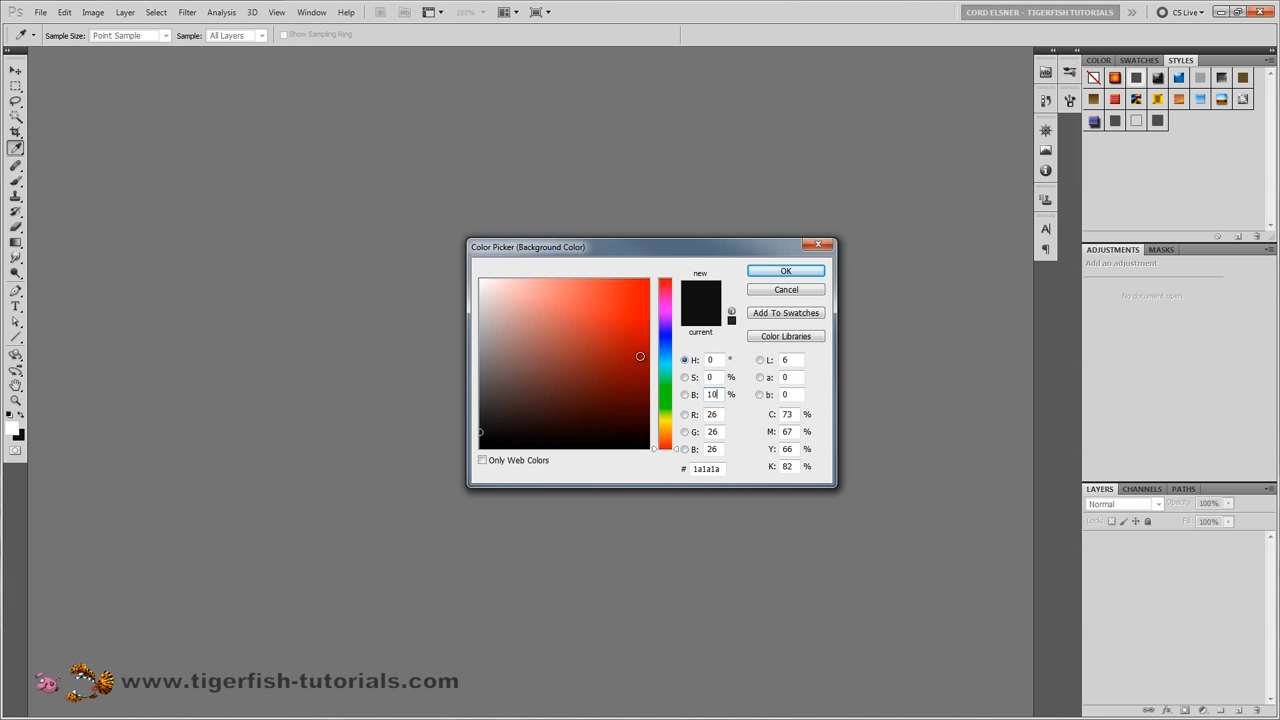 Ps File Edit Image Layer Select Filter Analysis 3D View Window Help Mb 100% CORD ELSNER - TIGERFISH TUTORIALS CS Live
Sample Size: Point Sample Sample: All Layers Show Sampling Ring
COLOR SWATCHES STYLES
Mb
ADJUSTMENTS MASKS
Add an adjustment
No document open
Color Picker (Background Color)
new
current
OK
Cancel
Add To Swatches
Color Libraries
H: 0 ° L: 6
S: 0 % a: 0
B: 10 % b: 0
R: 26 C: 73 %
G: 26 M: 67 %
B: 26 Y: 66 %
# 1a1a1a K: 82 %
Only Web Colors
LAYERS CHANNELS PATHS
Normal Opacity: 100%
Lock: Fill: 100%
www.tigerfish-tutorials.com